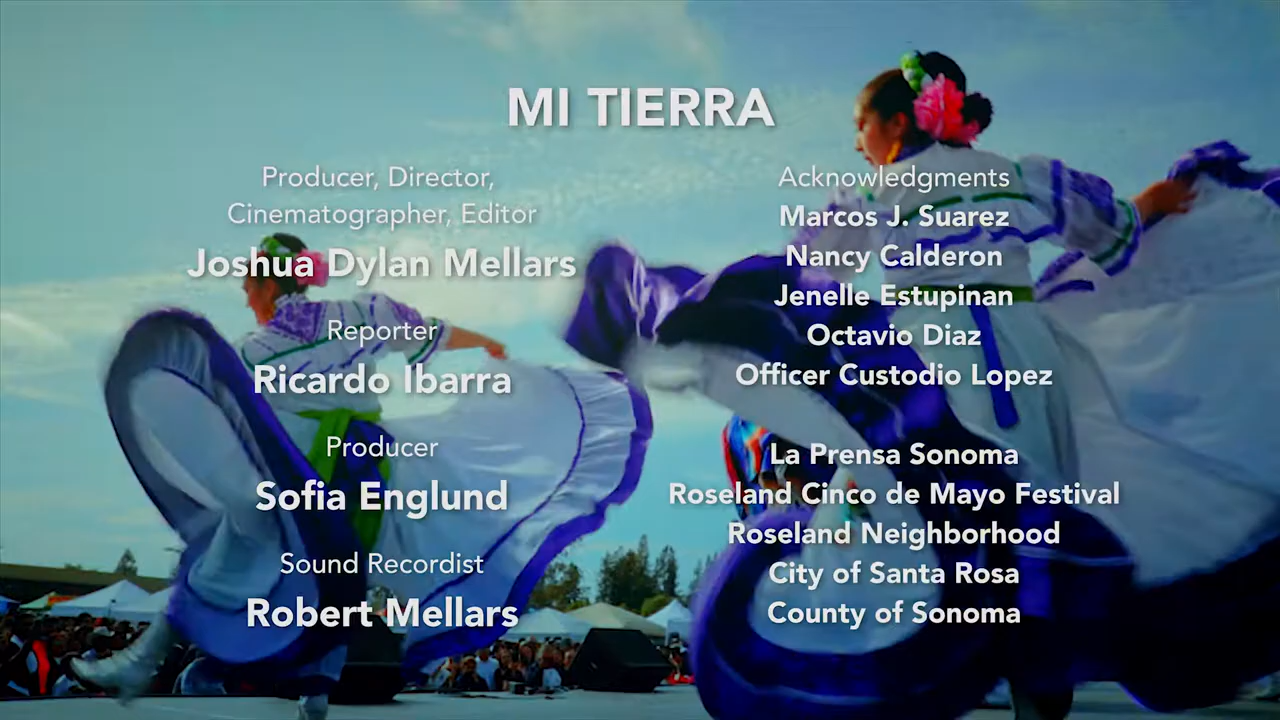 MI TIERRA
Producer, Director,
Cinematographer, Editor
Joshua Dylan Mellars
Reporter
Ricardo Ibarra
Producer
Sofia Englund
Sound Recordist
Robert Mellars
Acknowledgments
Marcos J. Suarez
Nancy Calderon
Jenelle Estupinan
Octavio Diaz
Officer Custodio Lopez
La Prensa Sonoma
Roseland Cinco de Mayo Festival
Roseland Neighborhood
City of Santa Rosa
County of Sonoma